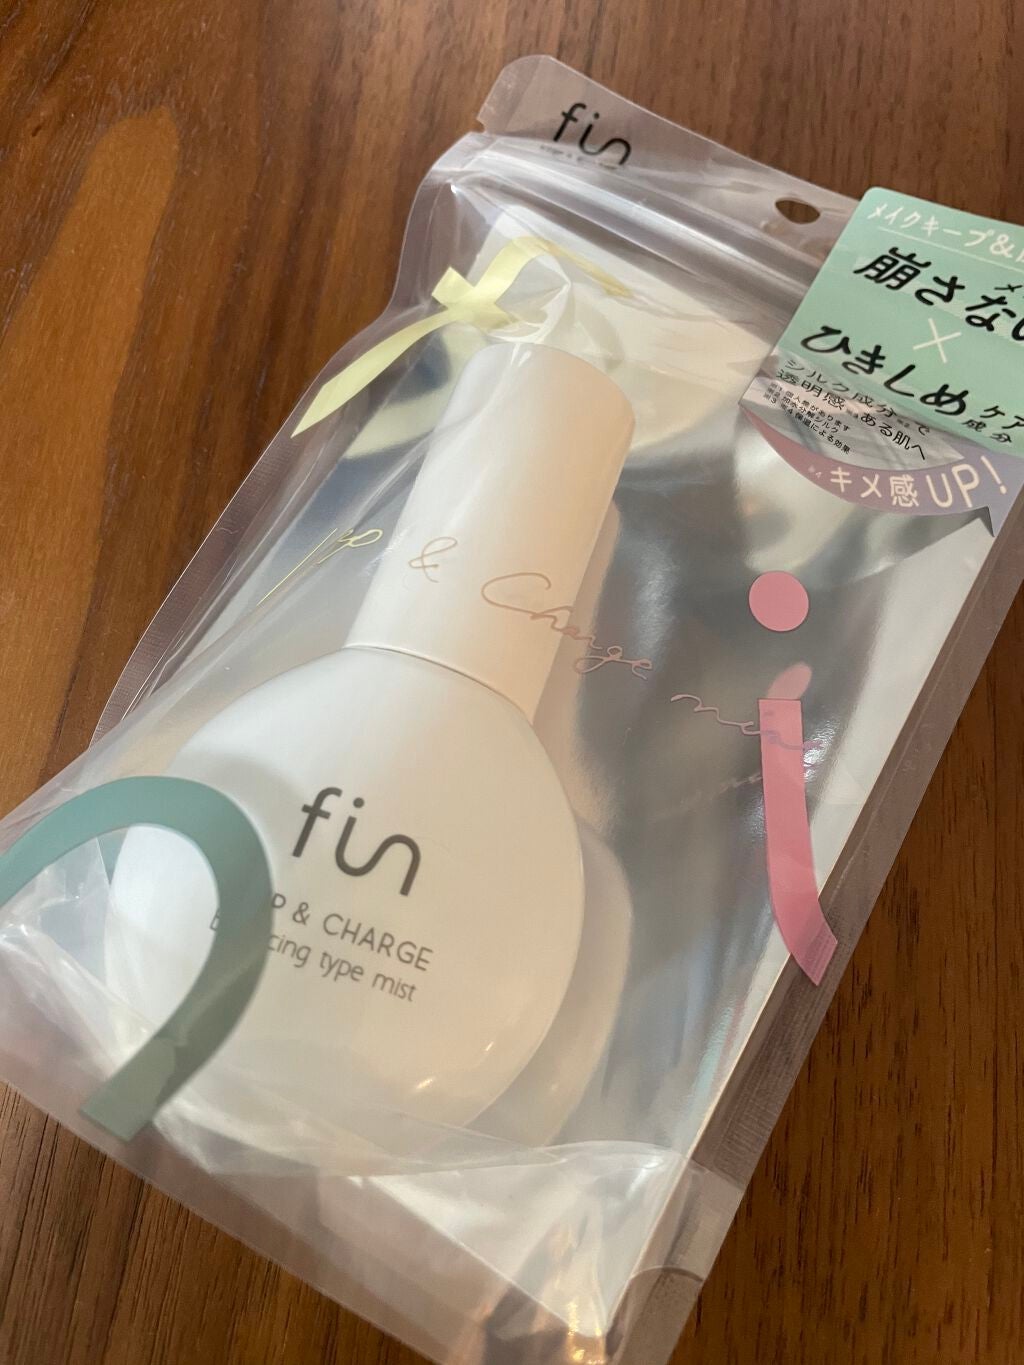 fin
メイクキープ&
崩さない
×
ひきしめ
ケア
成分
シルク成分で
透明感ある肌へ
※4 キメ感UP!
& Charge
fin
& CHARGE
type mist